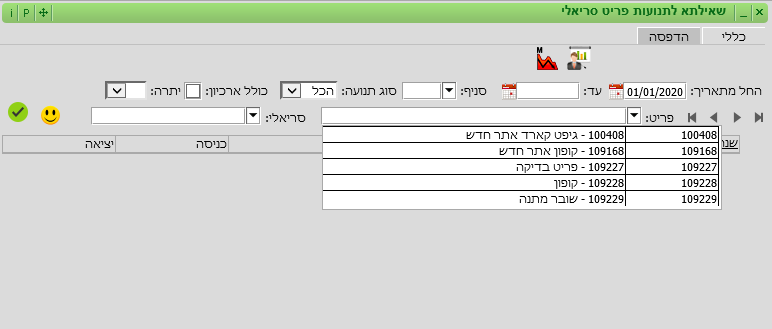 שאילתא לתנועות פריט סריאלי
i P
כללי הדפסה
M
החל מתאריך: 01/01/2020 עד: סניף: סוג תנועה: הכל כולל ארכיון: יתרה:
פריט: סריאלי:
100408 100408 - גיפט קארד אתר חדש
109168 109168 - קופון אתר חדש
109227 109227 - פריט בדיקה
109228 109228 - קופון
109229 109229 - שובר מתנה
כניסה יציאה